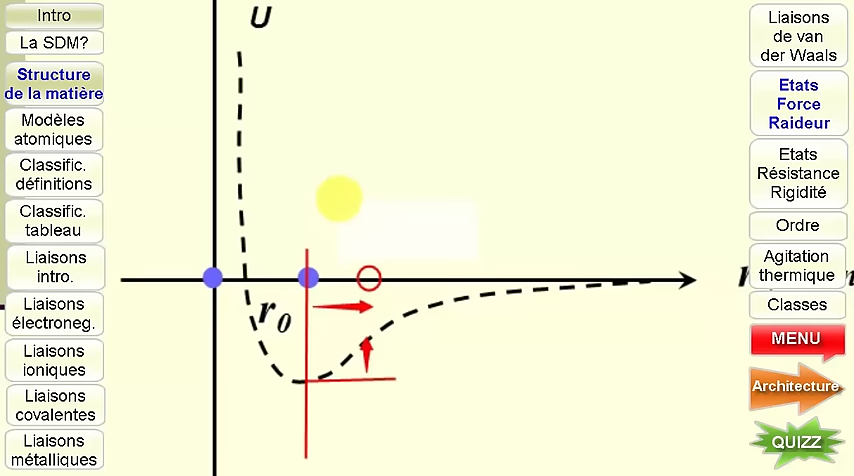 Intro
La SDM?
Structure
de la matière
Modèles
atomiques
Classific.
définitions
Classific.
tableau
Liaisons
intro.
Liaisons
électroneg.
Liaisons
ioniques
Liaisons
covalentes
Liaisons
métalliques
U
r₀
Liaisons
de van
der Waals
Etats
Force
Raideur
Etats
Résistance
Rigidité
Ordre
Agitation
thermique
Classes
MENU
Architecture
QUIZZ